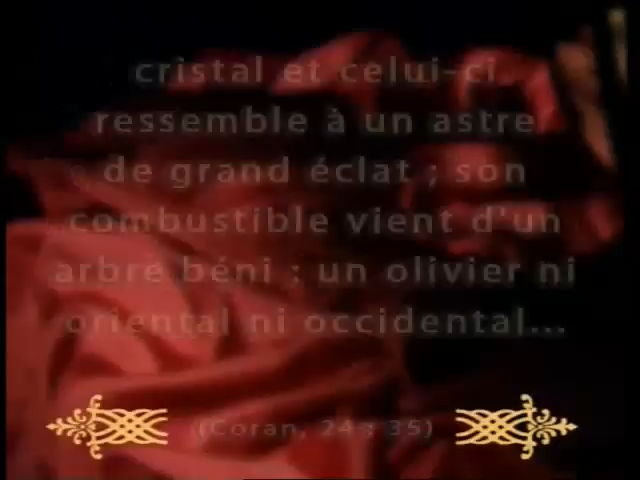 cristal et celui-ci
ressemble à un astre
de grand éclat ; son
combustible vient d'un
arbre béni : un olivier ni
oriental ni occidental...
(Coran, 24 : 35)